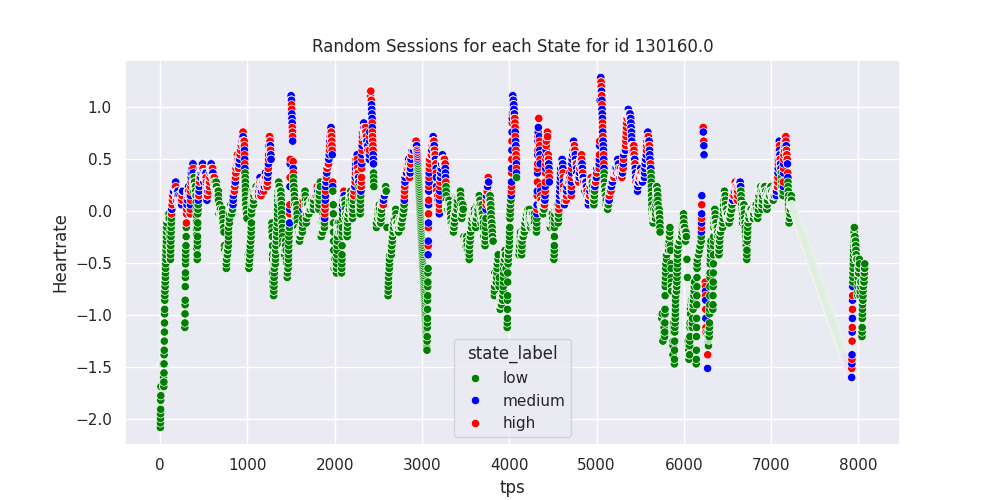 Random Sessions for each State for id 130160.0
Heartrate
1.0
0.5
0.0
−0.5
−1.0
−1.5
−2.0
state_label
low
medium
high
0 1000 2000 3000 4000 5000 6000 7000 8000
tps